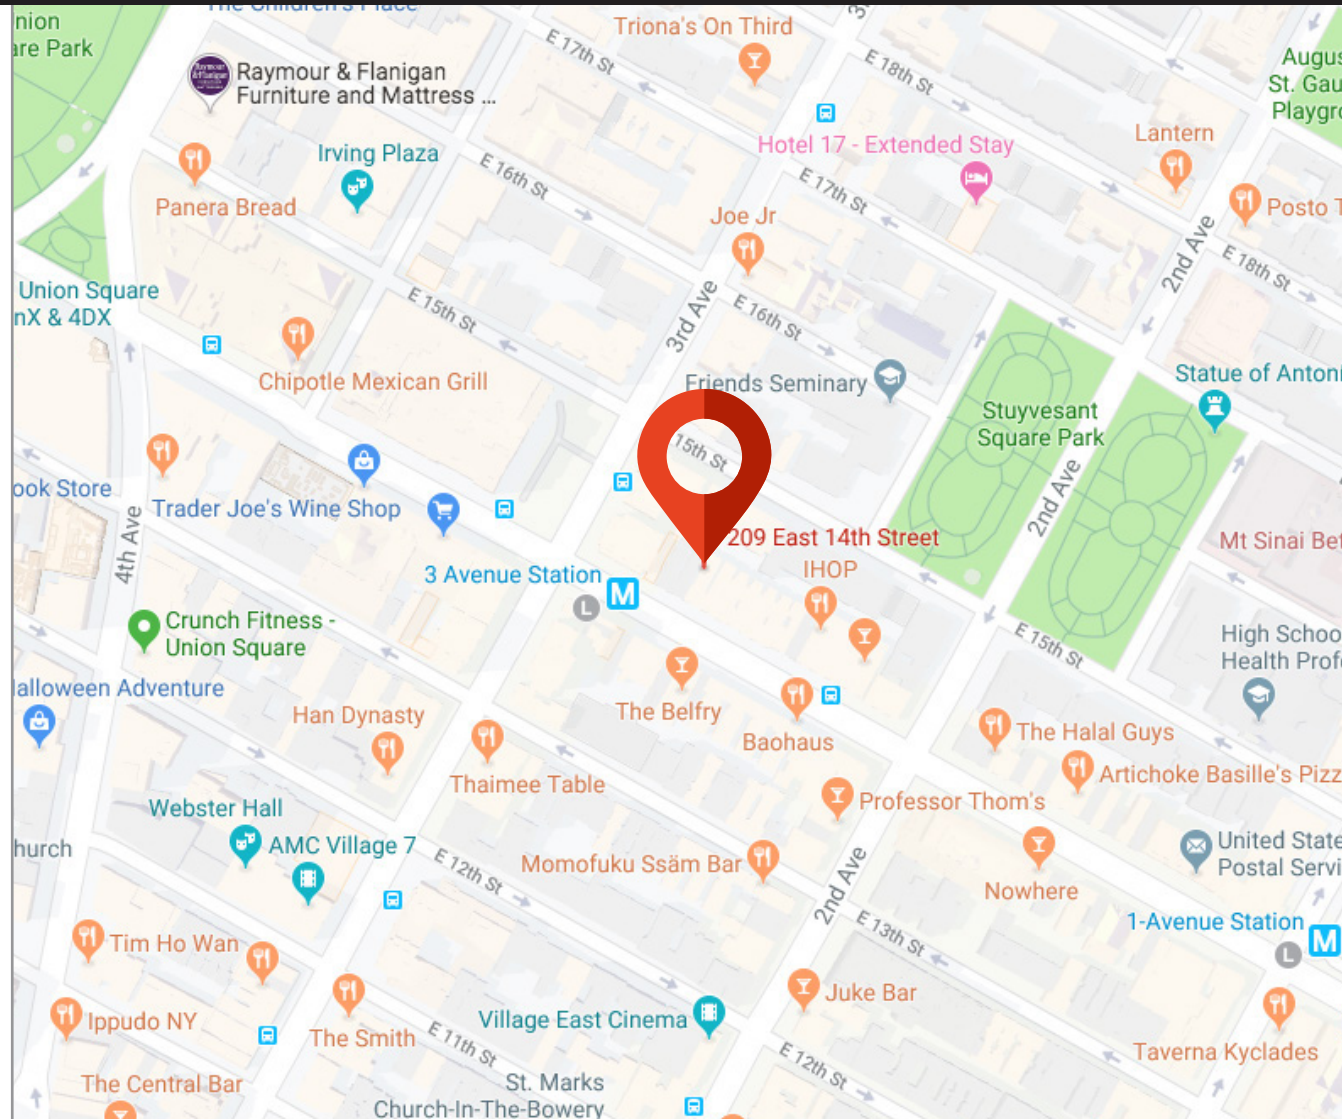 The Children's Place
Triona's On Third
nion
are Park
E 17th St
E 18th St
Augus
St. Gau
Playgro
Raymour & Flanigan
Furniture and Mattress ...
Irving Plaza
Hotel 17 - Extended Stay
Lantern
E 16th St
E 17th St
Panera Bread
Joe Jr
Posto T
2nd Ave
E 18th St
Union Square
nX & 4DX
E 15th St
3rd Ave
E 16th St
Chipotle Mexican Grill
Friends Seminary
Statue of Antoni
Stuyvesant
Square Park
15th St
ook Store
Trader Joe's Wine Shop
2nd Ave
4th Ave
209 East 14th Street
Mt Sinai Bet
IHOP
3 Avenue Station
M
L
Crunch Fitness -
Union Square
E 15th St
High Schoo
Health Prof
alloween Adventure
Han Dynasty
The Belfry
Baohaus
The Halal Guys
Thaimee Table
Artichoke Basille's Pizz
Webster Hall
Professor Thom's
AMC Village 7
hurch
E 12th St
Momofuku Ssäm Bar
United State
Postal Servi
2nd Ave
Nowhere
1-Avenue Station
M
L
E 13th St
Tim Ho Wan
Juke Bar
Ippudo NY
The Smith
Village East Cinema
E 11th St
E 12th St
Taverna Kyclades
The Central Bar
St. Marks
Church-In-The-Bowery